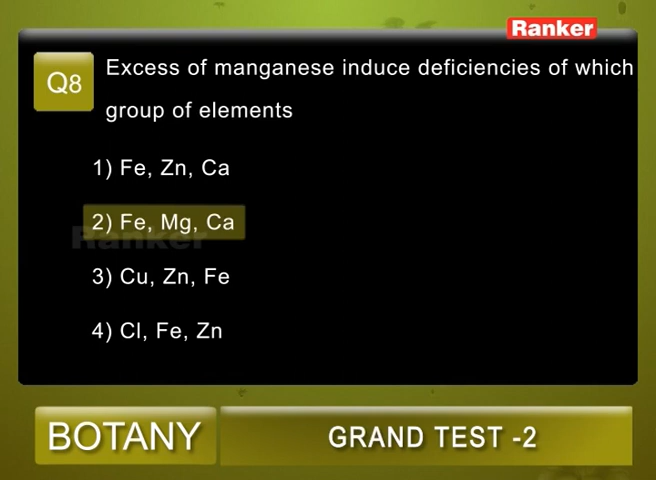 Ranker
Q8
Excess of manganese induce deficiencies of which
group of elements
1) Fe, Zn, Ca
2) Fe, Mg, Ca
Ranker
3) Cu, Zn, Fe
4) Cl, Fe, Zn
BOTANY
GRAND TEST -2